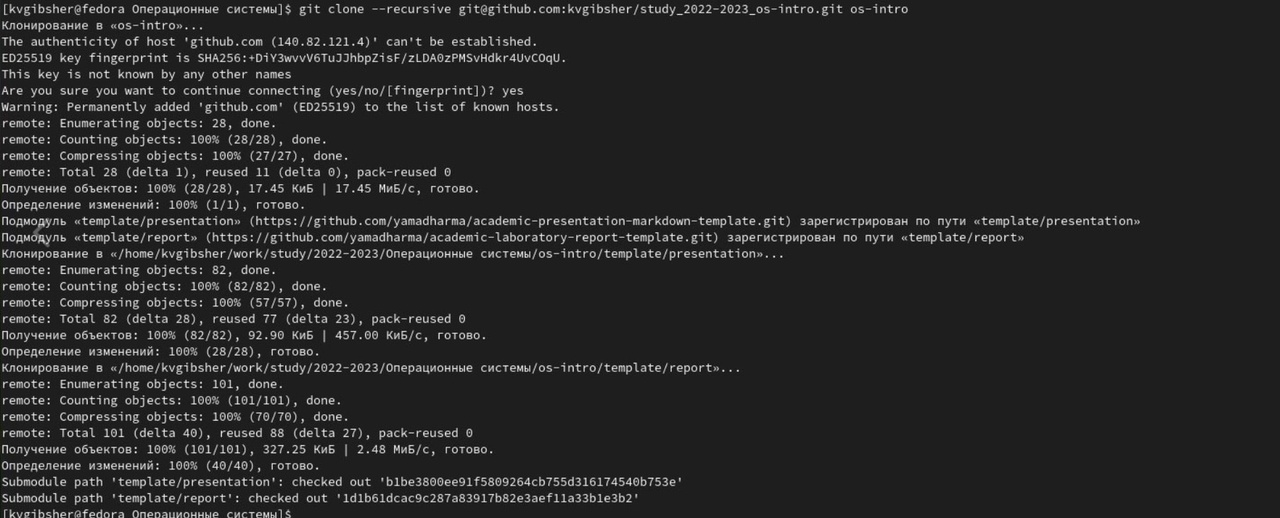 [kvgibsher@fedora Операционные системы]$ git clone --recursive git@github.com:kvgibsher/study_2022-2023_os-intro.git os-intro
Клонирование в «os-intro»...
The authenticity of host 'github.com (140.82.121.4)' can't be established.
ED25519 key fingerprint is SHA256:+DiY3wvvV6TuJJhbpZisF/zLDA0zPMSvHdkr4UvCOqU.
This key is not known by any other names
Are you sure you want to continue connecting (yes/no/[fingerprint])? yes
Warning: Permanently added 'github.com' (ED25519) to the list of known hosts.
remote: Enumerating objects: 28, done.
remote: Counting objects: 100% (28/28), done.
remote: Compressing objects: 100% (27/27), done.
remote: Total 28 (delta 1), reused 11 (delta 0), pack-reused 0
Получение объектов: 100% (28/28), 17.45 КиБ | 17.45 МиБ/с, готово.
Определение изменений: 100% (1/1), готово.
Подмодуль «template/presentation» (https://github.com/yamadharma/academic-presentation-markdown-template.git) зарегистрирован по пути «template/presentation»
Подмодуль «template/report» (https://github.com/yamadharma/academic-laboratory-report-template.git) зарегистрирован по пути «template/report»
Клонирование в «/home/kvgibsher/work/study/2022-2023/Операционные системы/os-intro/template/presentation»...
remote: Enumerating objects: 82, done.
remote: Counting objects: 100% (82/82), done.
remote: Compressing objects: 100% (57/57), done.
remote: Total 82 (delta 28), reused 77 (delta 23), pack-reused 0
Получение объектов: 100% (82/82), 92.90 КиБ | 457.00 КиБ/с, готово.
Определение изменений: 100% (28/28), готово.
Клонирование в «/home/kvgibsher/work/study/2022-2023/Операционные системы/os-intro/template/report»...
remote: Enumerating objects: 101, done.
remote: Counting objects: 100% (101/101), done.
remote: Compressing objects: 100% (70/70), done.
remote: Total 101 (delta 40), reused 88 (delta 27), pack-reused 0
Получение объектов: 100% (101/101), 327.25 КиБ | 2.48 МиБ/с, готово.
Определение изменений: 100% (40/40), готово.
Submodule path 'template/presentation': checked out 'b1be3800ee91f5809264cb755d316174540b753e'
Submodule path 'template/report': checked out '1d1b61dcac9c287a83917b82e3aef11a33b1e3b2'
[kvgibsher@fedora Операционные системы]$